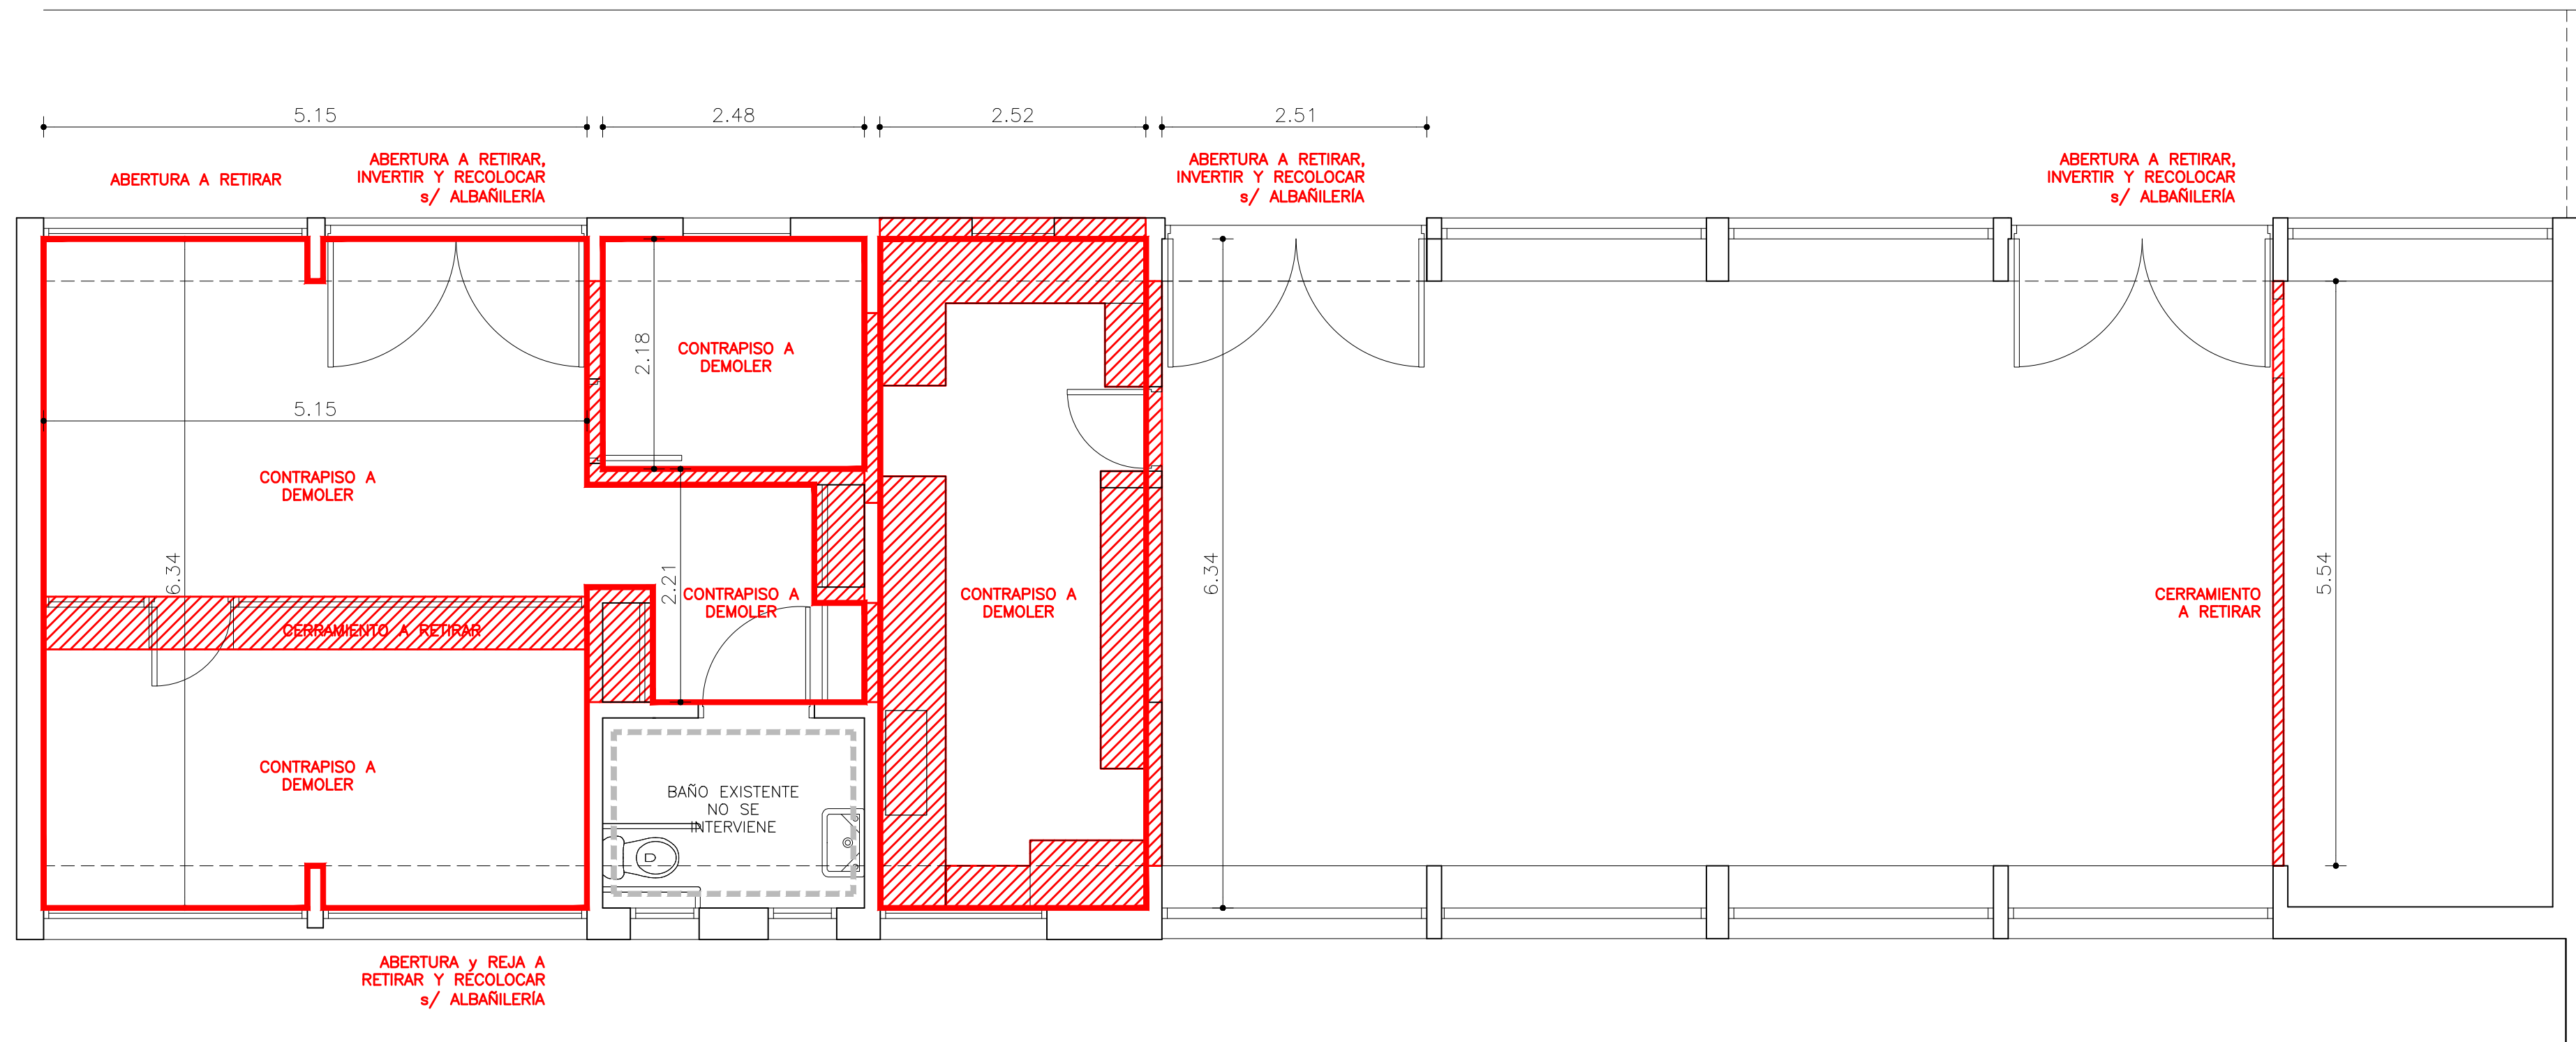 5.15
2.48
2.52
2.51
ABERTURA A RETIRAR
ABERTURA A RETIRAR,
INVERTIR Y RECOLOCAR
s/ ALBAÑILERÍA
ABERTURA A RETIRAR,
INVERTIR Y RECOLOCAR
s/ ALBAÑILERÍA
ABERTURA A RETIRAR,
INVERTIR Y RECOLOCAR
s/ ALBAÑILERÍA
2.18
CONTRAPISO A
DEMOLER
5.15
CONTRAPISO A
DEMOLER
6.34
2.21
CONTRAPISO A
DEMOLER
CONTRAPISO A
DEMOLER
6.34
CERRAMIENTO
A RETIRAR
5.54
CERRAMIENTO A RETIRAR
CONTRAPISO A
DEMOLER
BAÑO EXISTENTE
NO SE
INTERVIENE
ABERTURA y REJA A
RETIRAR Y RECOLOCAR
s/ ALBAÑILERÍA